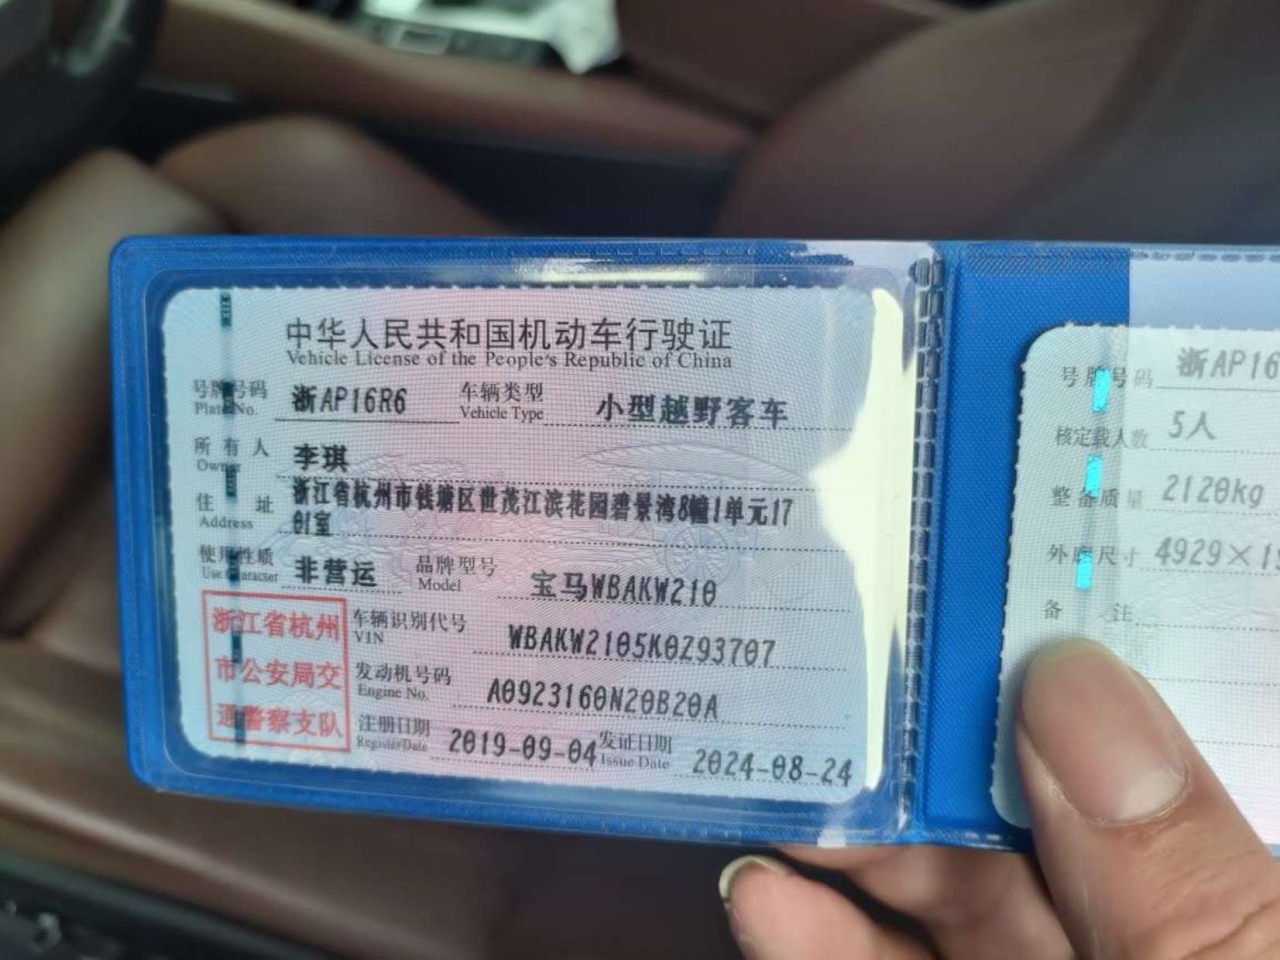 中华人民共和国机动车行驶证
Vehicle License of the People's Republic of China
号牌号码 浙AP16R6 车辆类型 小型越野客车
Plate No. Vehicle Type
所有人 李琪
Owner
住址 浙江省杭州市钱塘区世茂江滨花园碧景湾8幢1单元17
Address 01室
使用性质 非营运 品牌型号 宝马WBAKW210
Use Character Model
浙江省杭州
市公安局交
通警察支队
车辆识别代号 WBAKW2105K0Z93707
VIN
发动机号码 A0923160N20B20A
Engine No.
注册日期 2019-09-04 发证日期 2024-08-24
Register Date Issue Date
号牌号码 浙AP16
核定载人数 5人
整备质量 2120kg
外廓尺寸 4929×19
备注